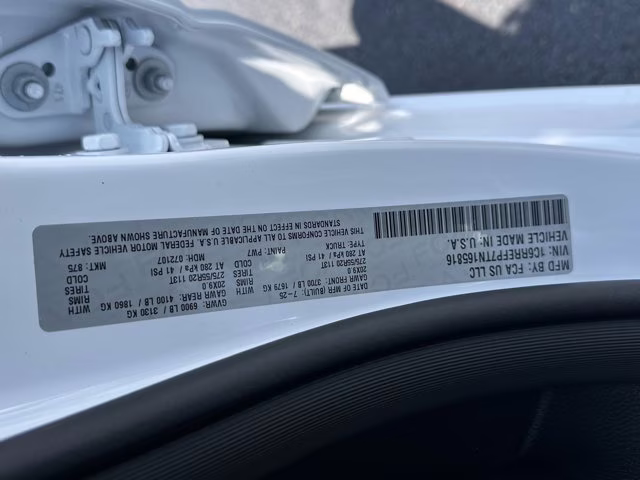 MFD BY: FCA US LLC
DATE OF MFR (BUILT): 7-25
GVWR: 6900 LB / 3130 KG
GAWR FRONT: 3700 LB / 1679 KG
GAWR REAR: 4100 LB / 1860 KG
WITH
20X9.0
20X9.0
RIMS
275/55R20 113T
TIRES
275/55R20 113T
TIRES
AT 280 kPa / 41 PSI
COLD
AT 280 kPa / 41 PSI
COLD
VIN: 1C6RREPP7TN165816
TYPE: TRUCK
PAINT: PW7
MDH: 072107
MKT: 875
VEHICLE MADE IN U.S.A.
THIS VEHICLE CONFORMS TO ALL APPLICABLE U.S.A. FEDERAL MOTOR VEHICLE SAFETY
STANDARDS IN EFFECT ON THE DATE OF MANUFACTURE SHOWN ABOVE.